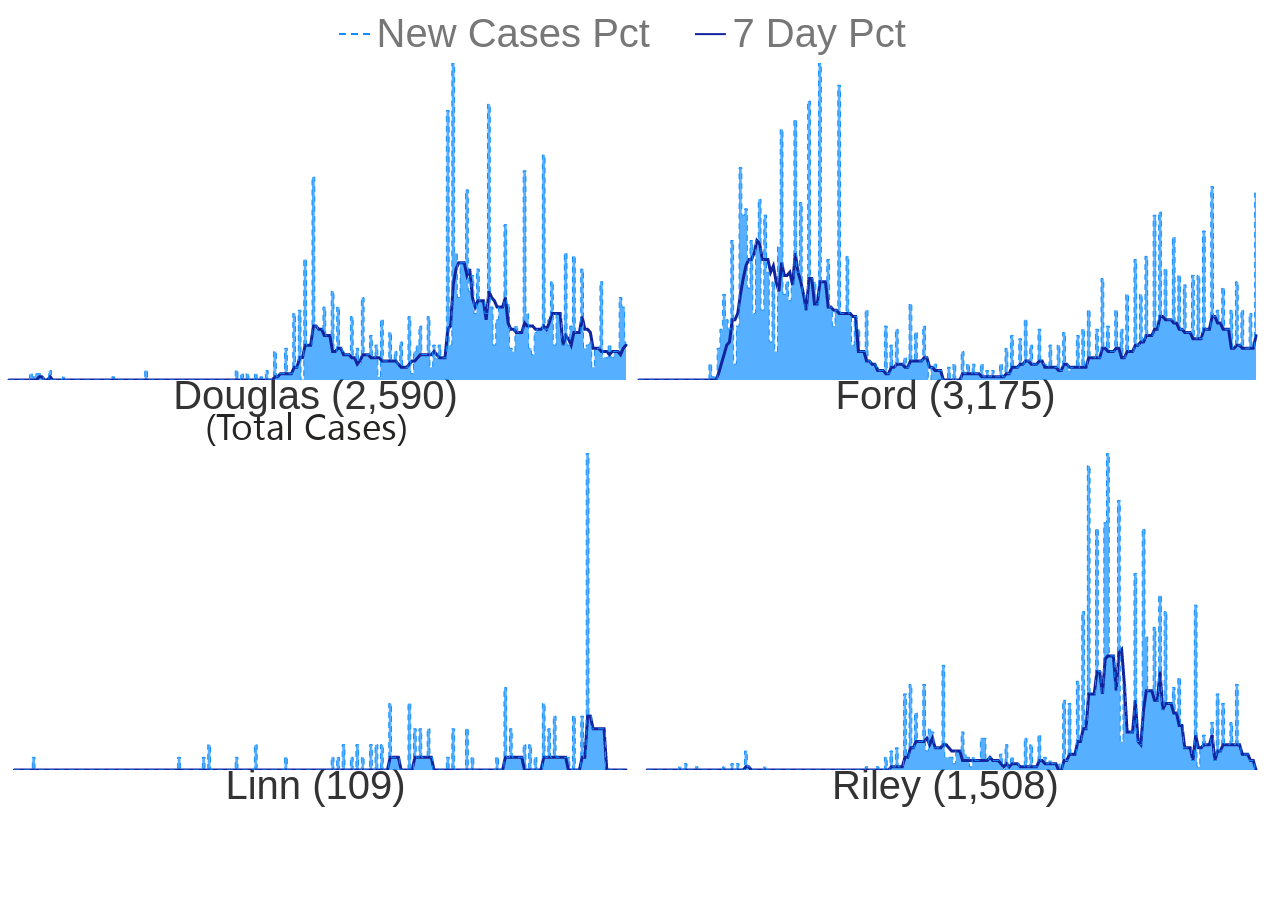 New Cases Pct 7 Day Pct
Douglas (2,590) Ford (3,175)
(Total Cases)
Linn (109) Riley (1,508)